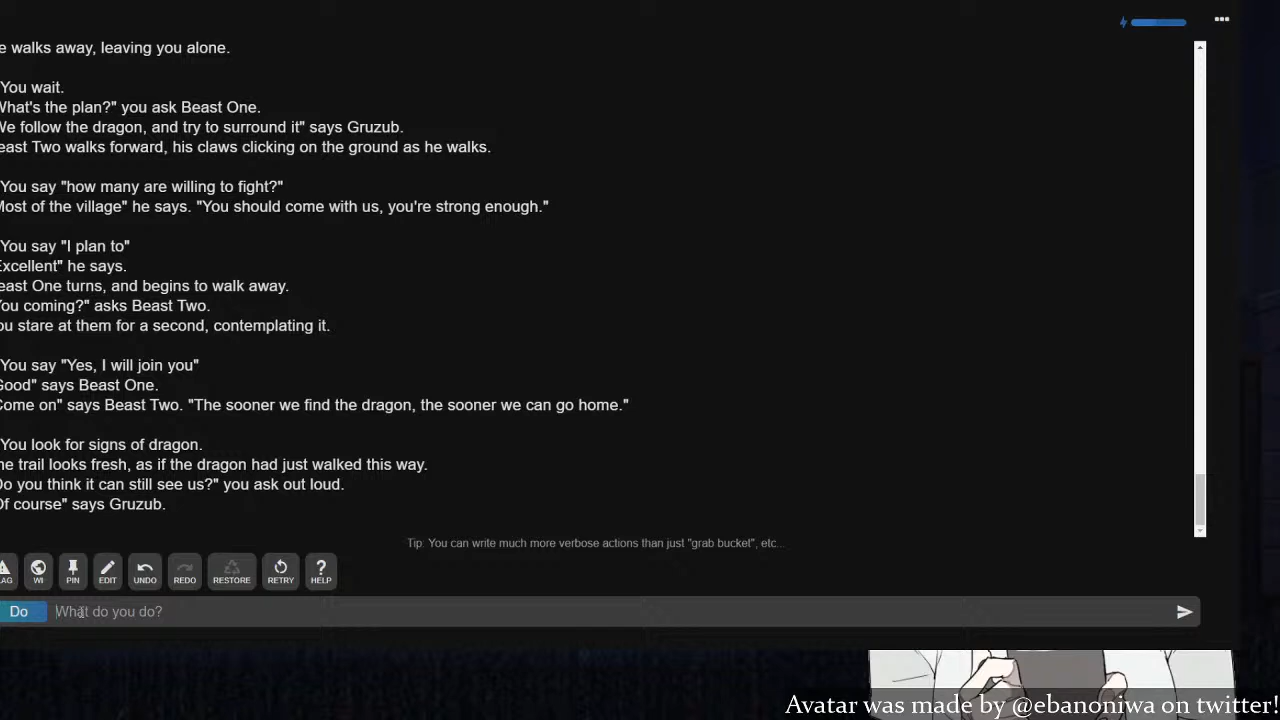 e walks away, leaving you alone.
You wait.
What's the plan?" you ask Beast One.
We follow the dragon, and try to surround it" says Gruzub.
east Two walks forward, his claws clicking on the ground as he walks.
You say "how many are willing to fight?"
Most of the village" he says. "You should come with us, you're strong enough."
You say "I plan to"
Excellent" he says.
east One turns, and begins to walk away.
You coming?" asks Beast Two.
ou stare at them for a second, contemplating it.
You say "Yes, I will join you"
Good" says Beast One.
Come on" says Beast Two. "The sooner we find the dragon, the sooner we can go home."
You look for signs of dragon.
he trail looks fresh, as if the dragon had just walked this way.
Do you think it can still see us?" you ask out loud.
Of course" says Gruzub.
Tip: You can write much more verbose actions than just "grab bucket", etc...
LAG WI PIN EDIT UNDO REDO RESTORE RETRY HELP
Do What do you do?
Avatar was made by @ebanoniwa on twitter!